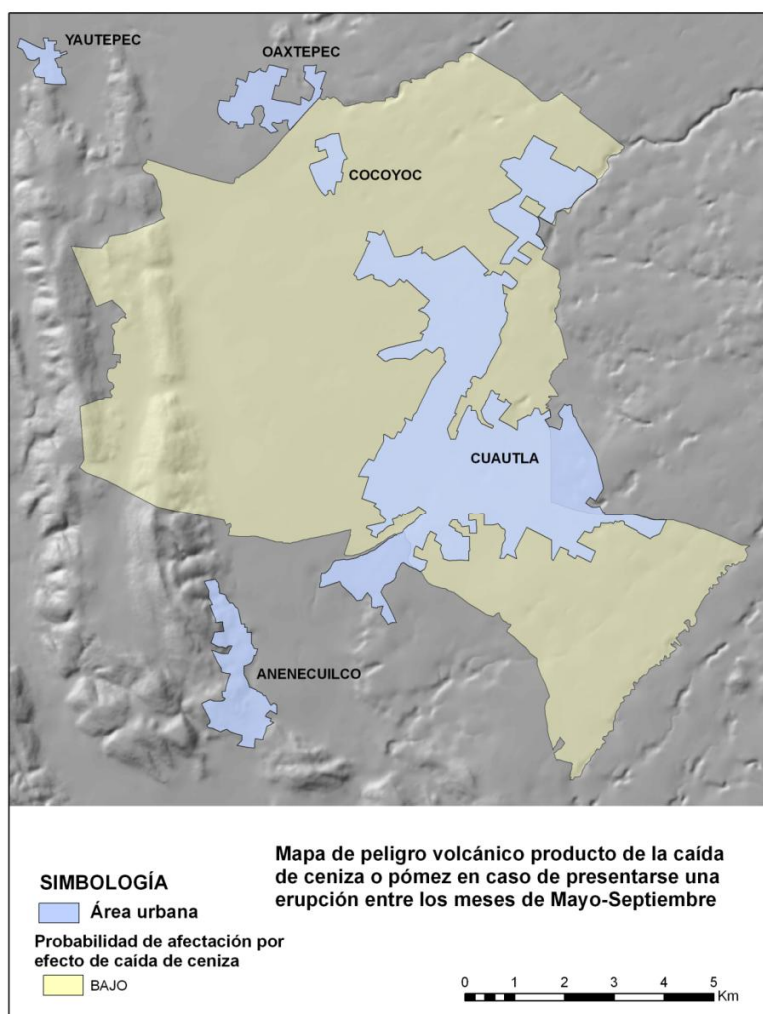 YAUTEPEC
OAXTEPEC
COCOYOC
CUAUTLA
ANENECUILCO
SIMBOLOGÍA
Área urbana
Probabilidad de afectación por
efecto de caída de ceniza
BAJO
Mapa de peligro volcánico producto de la caída
de ceniza o pómez en caso de presentarse una
erupción entre los meses de Mayo-Septiembre
0 1 2 3 4 5
Km